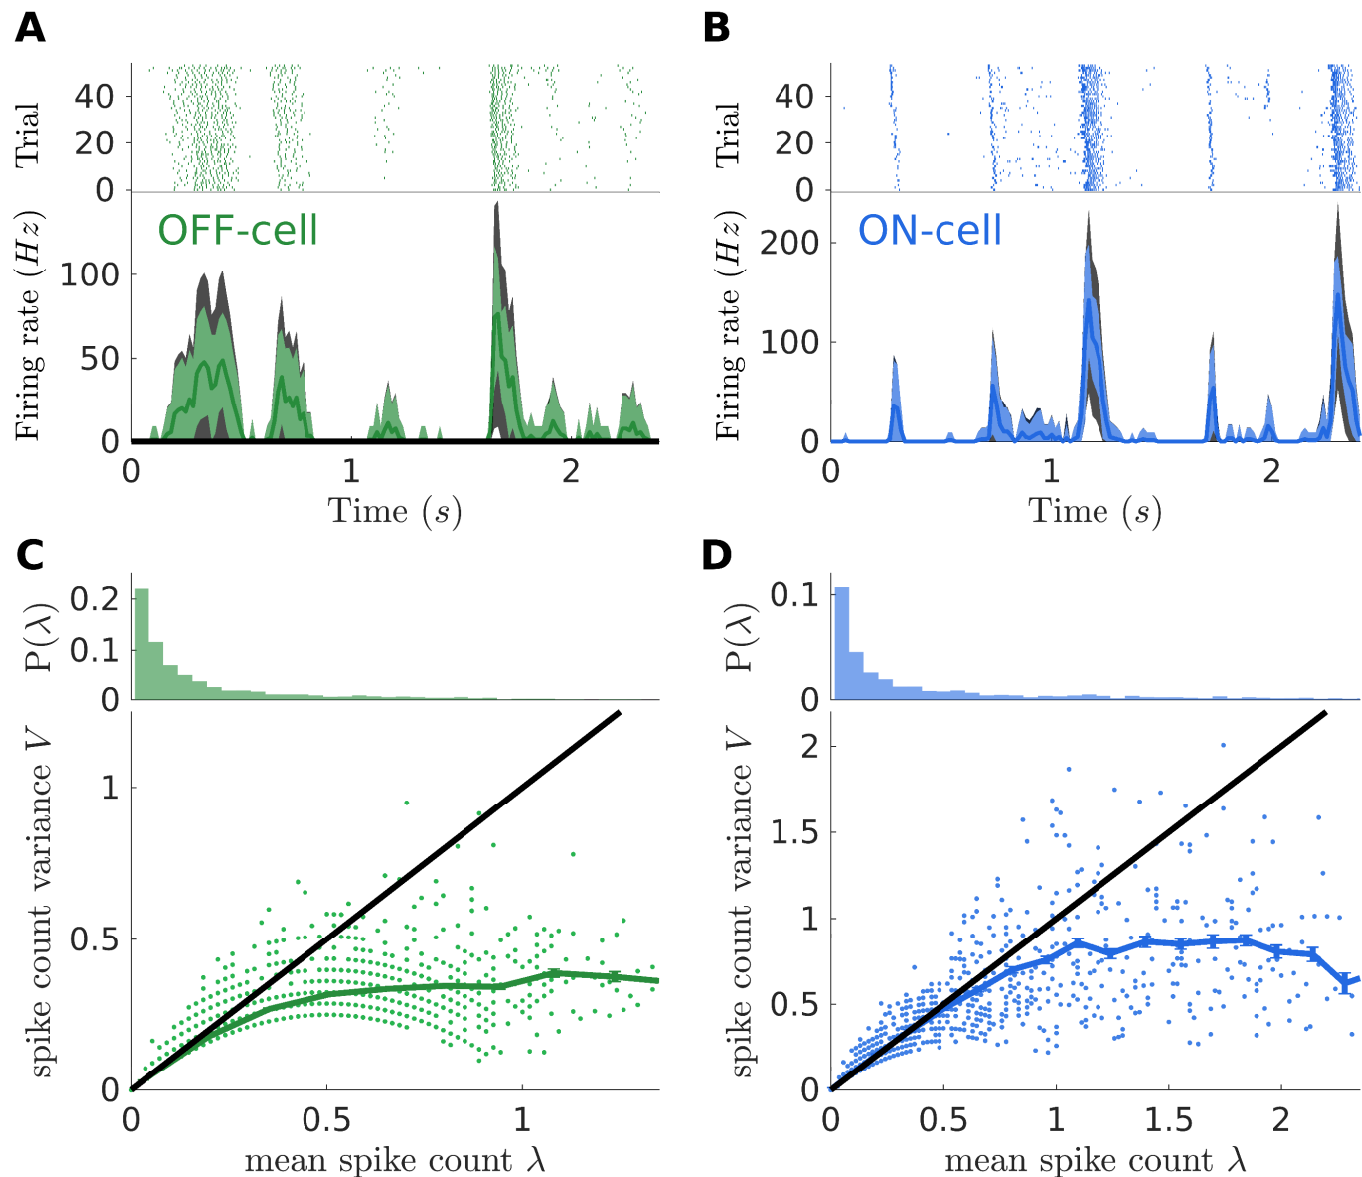 A
Trial
40
20
0
Firing rate (Hz)
OFF-cell
100
50
0
0 1 2
Time (s)
B
Trial
40
20
0
Firing rate (Hz)
ON-cell
200
100
0
0 1 2
Time (s)
C
P(λ)
0.2
0.1
0
spike count variance V
1
0.5
0
0 0.5 1
mean spike count λ
D
P(λ)
0.1
0
spike count variance V
2
1.5
1
0.5
0
0 0.5 1 1.5 2
mean spike count λ